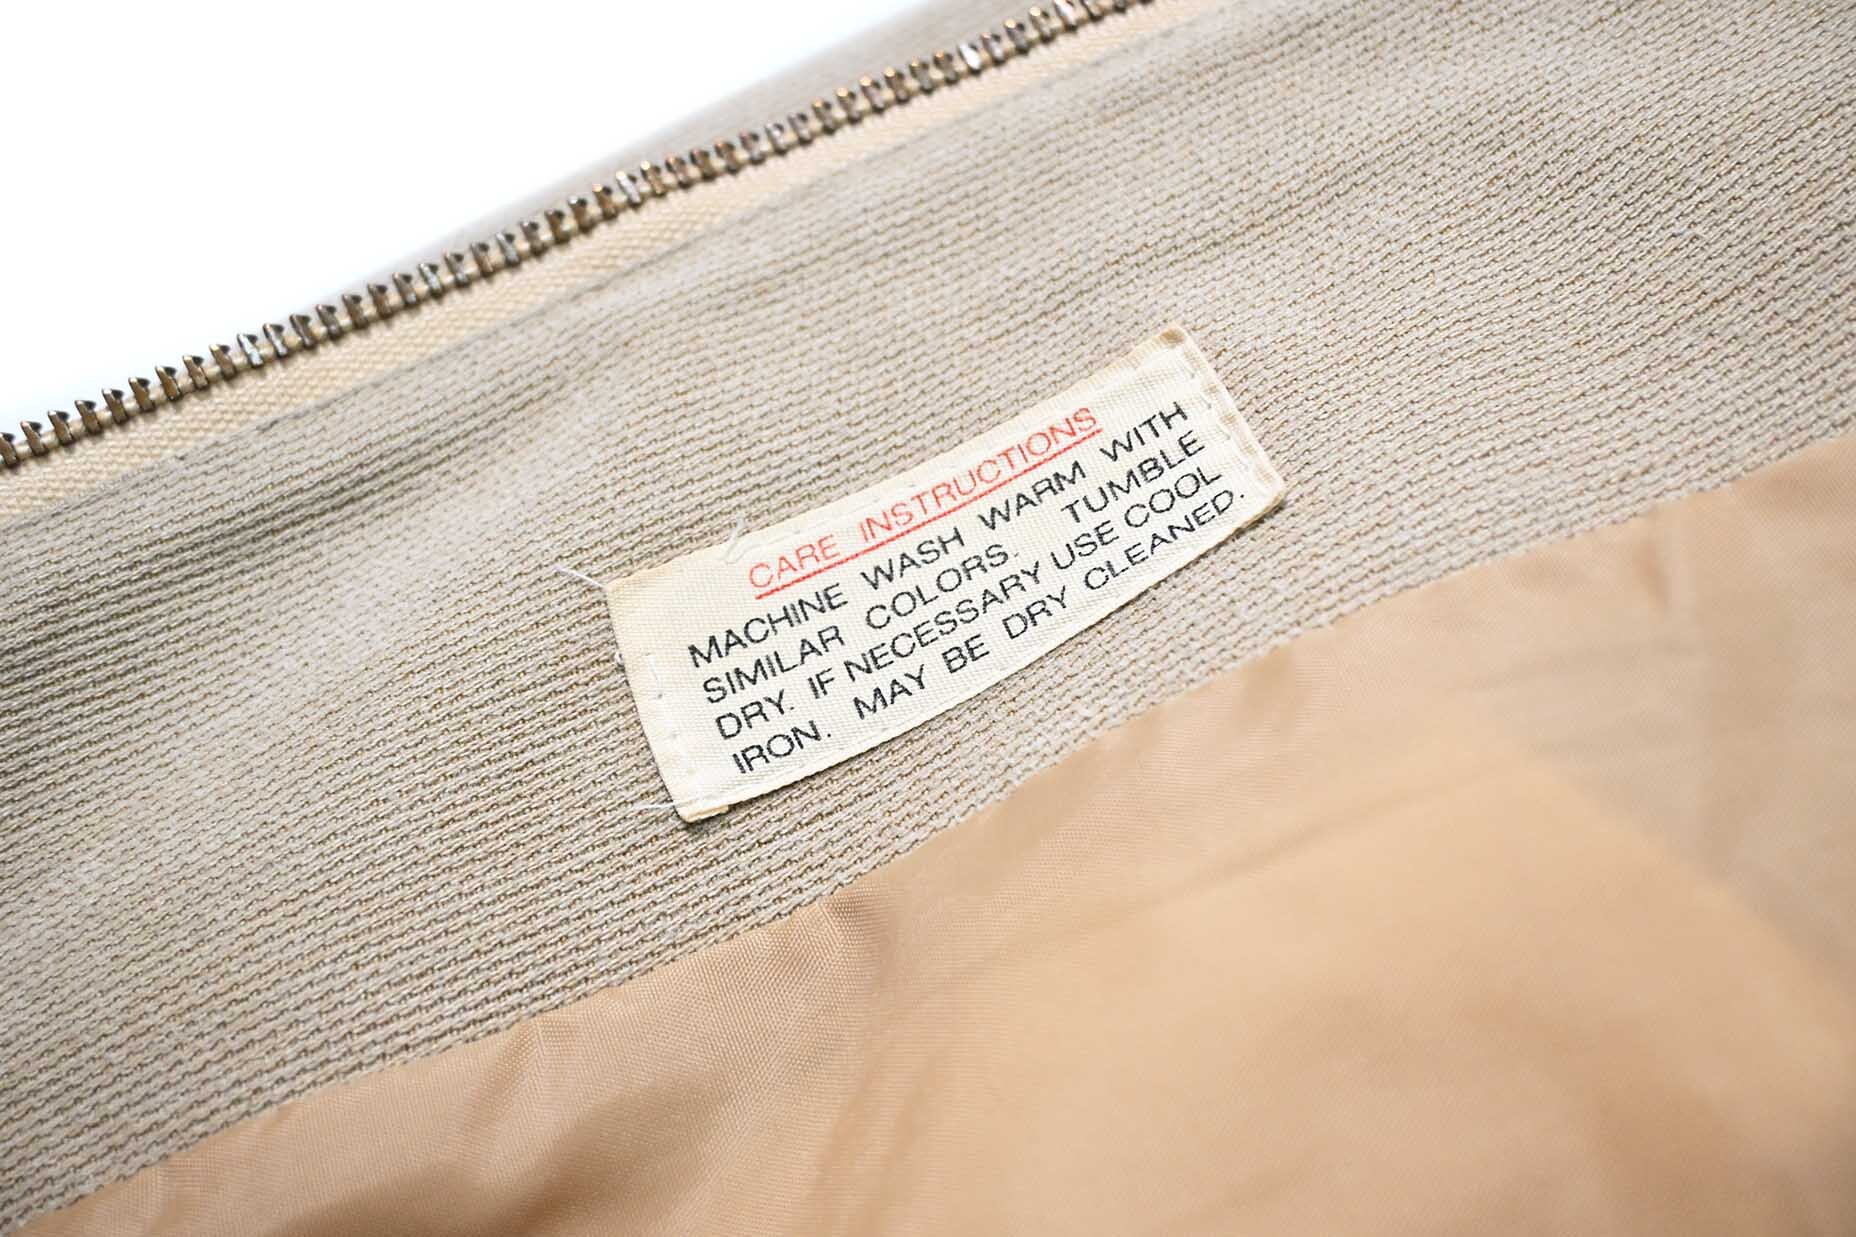 CARE INSTRUCTIONS
MACHINE WASH WARM WITH
SIMILAR COLORS. TUMBLE
DRY. IF NECESSARY USE COOL
IRON. MAY BE DRY CLEANED.